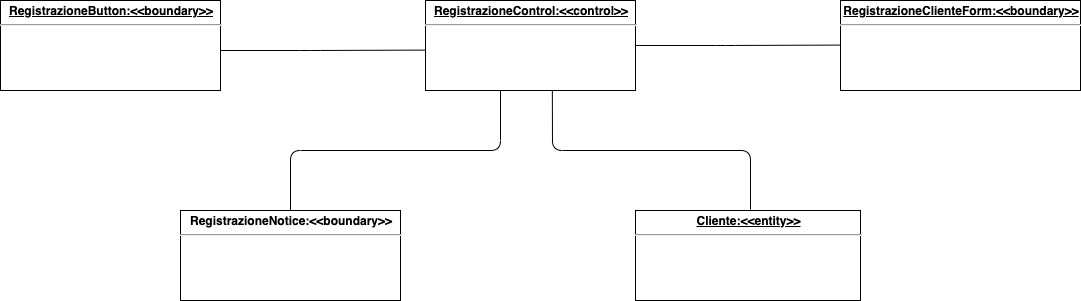 RegistrazioneButton:<<boundary>>
RegistrazioneControl:<<control>>
RegistrazioneClienteForm:<<boundary>>
RegistrazioneNotice:<<boundary>>
Cliente:<<entity>>